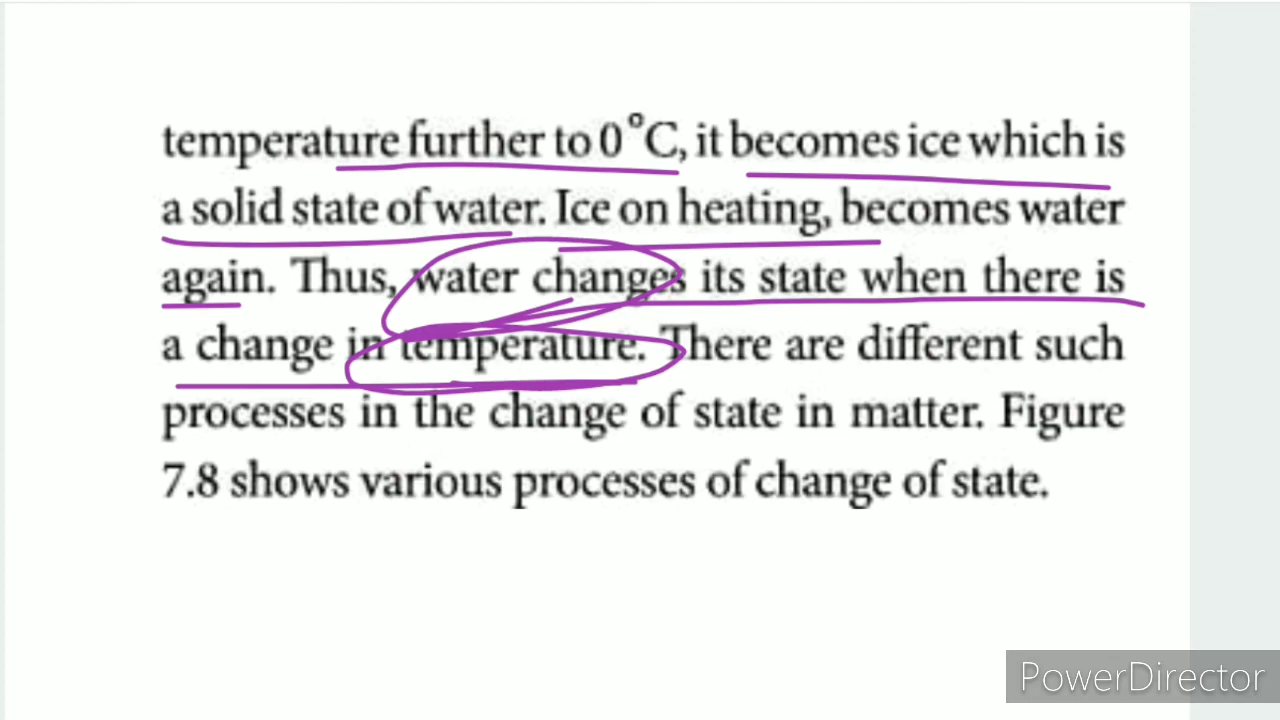 temperature further to 0°C, it becomes ice which is
a solid state of water. Ice on heating, becomes water
again. Thus, water changes its state when there is
a change in temperature. There are different such
processes in the change of state in matter. Figure
7.8 shows various processes of change of state.
PowerDirector